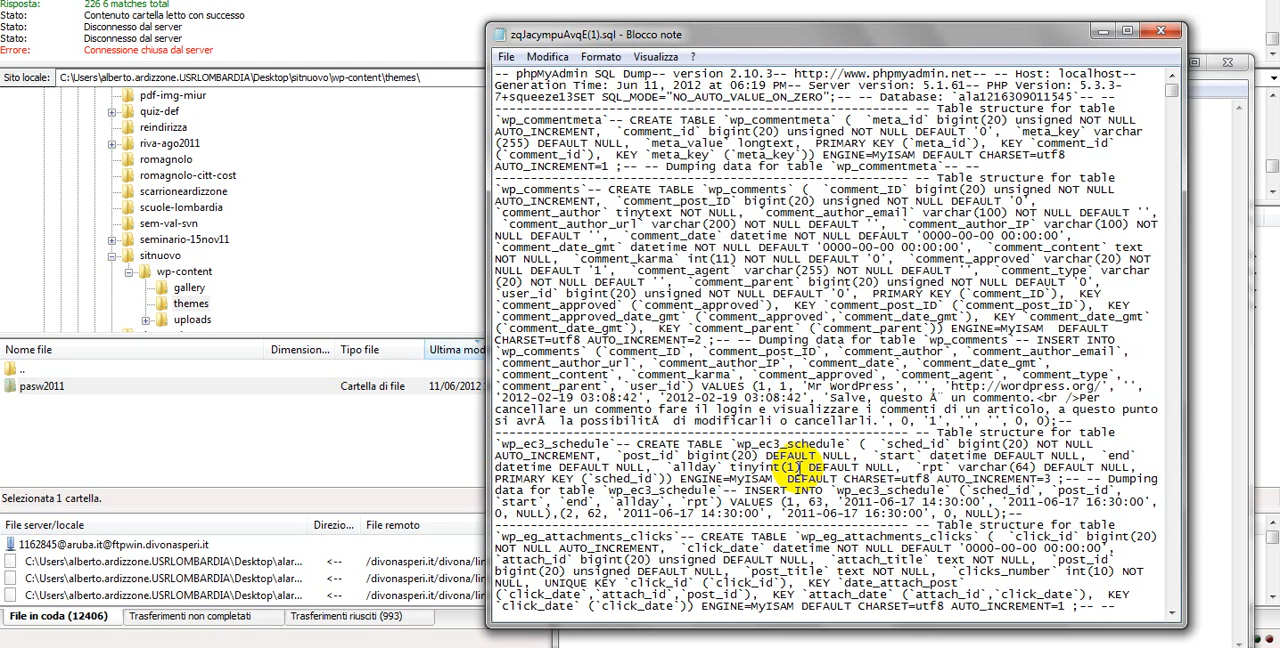 Risposta: 226 6 matches total
Stato: Contenuto cartella letto con successo
Stato: Disconnesso dal server
Stato: Disconnesso dal server
Errore: Connessione chiusa dal server
Sito locale: C:\Users\alberto.ardizzone.USRLOMBARDIA\Desktop\sitnuovo\wp-content\themes\
pdf-img-miur
quiz-def
reindirizza
riva-ago2011
romagnolo
romagnolo-citt-cost
scarrioneardizzone
scuole-lombardia
sem-val-svn
seminario-15nov11
sitnuovo
wp-content
gallery
themes
uploads
Nome file Dimension... Tipo file Ultima modi
..
pasw2011 Cartella di file 11/06/2012
Selezionata 1 cartella.
File server/locale Direzio... File remoto
1162845@aruba.it@ftpwin.divonasperi.it
C:\Users\alberto.ardizzone.USRLOMBARDIA\Desktop\alar... <-- /divonasperi.it/divona/lin
C:\Users\alberto.ardizzone.USRLOMBARDIA\Desktop\alar... <-- /divonasperi.it/divona/lin
C:\Users\alberto.ardizzone.USRLOMBARDIA\Desktop\alar... <-- /divonasperi.it/divona/lin
File in coda (12406) Trasferimenti non completati Trasferimenti riusciti (993)
zqJacympuAvqE(1).sql - Blocco note
File Modifica Formato Visualizza ?
-- phpMyAdmin SQL Dump-- version 2.10.3-- http://www.phpmyadmin.net-- -- Host: localhost--
Generation Time: Jun 11, 2012 at 06:19 PM-- Server version: 5.1.61-- PHP Version: 5.3.3-
7+squeeze13SET SQL_MODE="NO_AUTO_VALUE_ON_ZERO";-- -- Database: `ala1216309011545`-- --
-------------------------------------------------------- -- Table structure for table
`wp_commentmeta`-- CREATE TABLE `wp_commentmeta` (  `meta_id` bigint(20) unsigned NOT NULL
AUTO_INCREMENT,  `comment_id` bigint(20) unsigned NOT NULL DEFAULT '0',  `meta_key` varchar
(255) DEFAULT NULL,  `meta_value` longtext,  PRIMARY KEY (`meta_id`),  KEY `comment_id`
(`comment_id`),  KEY `meta_key` (`meta_key`)) ENGINE=MyISAM DEFAULT CHARSET=utf8
AUTO_INCREMENT=1 ;-- -- Dumping data for table `wp_commentmeta`-- --
-------------------------------------------------------- -- Table structure for table
`wp_comments`-- CREATE TABLE `wp_comments` (  `comment_ID` bigint(20) unsigned NOT NULL
AUTO_INCREMENT,  `comment_post_ID` bigint(20) unsigned NOT NULL DEFAULT '0',
`comment_author` tinytext NOT NULL,  `comment_author_email` varchar(100) NOT NULL DEFAULT '',
`comment_author_url` varchar(200) NOT NULL DEFAULT '',  `comment_author_IP` varchar(100) NOT
NULL DEFAULT '',  `comment_date` datetime NOT NULL DEFAULT '0000-00-00 00:00:00',
`comment_date_gmt` datetime NOT NULL DEFAULT '0000-00-00 00:00:00',  `comment_content` text
NOT NULL,  `comment_karma` int(11) NOT NULL DEFAULT '0',  `comment_approved` varchar(20) NOT
NULL DEFAULT '1',  `comment_agent` varchar(255) NOT NULL DEFAULT '',  `comment_type` varchar
(20) NOT NULL DEFAULT '',  `comment_parent` bigint(20) unsigned NOT NULL DEFAULT '0',
`user_id` bigint(20) unsigned NOT NULL DEFAULT '0',  PRIMARY KEY (`comment_ID`),  KEY
`comment_approved` (`comment_approved`),  KEY `comment_post_ID` (`comment_post_ID`),  KEY
`comment_approved_date_gmt` (`comment_approved`,`comment_date_gmt`),  KEY `comment_date_gmt`
(`comment_date_gmt`),  KEY `comment_parent` (`comment_parent`)) ENGINE=MyISAM  DEFAULT
CHARSET=utf8 AUTO_INCREMENT=2 ;-- -- Dumping data for table `wp_comments`-- INSERT INTO
`wp_comments` (`comment_ID`, `comment_post_ID`, `comment_author`, `comment_author_email`,
`comment_author_url`, `comment_author_IP`, `comment_date`, `comment_date_gmt`,
`comment_content`, `comment_karma`, `comment_approved`, `comment_agent`, `comment_type`,
`comment_parent`, `user_id`) VALUES (1, 1, 'Mr WordPress', '', 'http://wordpress.org/', '',
'2012-02-19 03:08:42', '2012-02-19 03:08:42', 'Salve, questo Ã¨ un commento.<br />Per
cancellare un commento fare il login e visualizzare i commenti di un articolo, a questo punto
si avrÃ  la possibilitÃ  di modificarli o cancellarli.', 0, '1', '', '', 0, 0);--
-------------------------------------------------------- -- Table structure for table
`wp_ec3_schedule`-- CREATE TABLE `wp_ec3_schedule` (  `sched_id` bigint(20) NOT NULL
AUTO_INCREMENT,  `post_id` bigint(20) DEFAULT NULL,  `start` datetime DEFAULT NULL,  `end`
datetime DEFAULT NULL,  `allday` tinyint(1) DEFAULT NULL,  `rpt` varchar(64) DEFAULT NULL,
PRIMARY KEY (`sched_id`)) ENGINE=MyISAM  DEFAULT CHARSET=utf8 AUTO_INCREMENT=3 ;-- -- Dumping
data for table `wp_ec3_schedule`-- INSERT INTO `wp_ec3_schedule` (`sched_id`, `post_id`,
`start`, `end`, `allday`, `rpt`) VALUES (1, 63, '2011-06-17 14:30:00', '2011-06-17 16:30:00',
0, NULL),(2, 62, '2011-06-17 14:30:00', '2011-06-17 16:30:00', 0, NULL);--
-------------------------------------------------------- -- Table structure for table
`wp_eg_attachments_clicks`-- CREATE TABLE `wp_eg_attachments_clicks` (  `click_id` bigint(20)
NOT NULL AUTO_INCREMENT,  `click_date` datetime NOT NULL DEFAULT '0000-00-00 00:00:00',
`attach_id` bigint(20) unsigned DEFAULT NULL,  `attach_title` text NOT NULL,  `post_id`
bigint(20) unsigned DEFAULT NULL,  `post_title` text NOT NULL,  `clicks_number` int(10) NOT
NULL,  UNIQUE KEY `click_id` (`click_id`),  KEY `date_attach_post`
(`click_date`,`attach_id`,`post_id`),  KEY `attach_date` (`attach_id`,`click_date`),  KEY
`click_date` (`click_date`)) ENGINE=MyISAM DEFAULT CHARSET=utf8 AUTO_INCREMENT=1 ;-- --